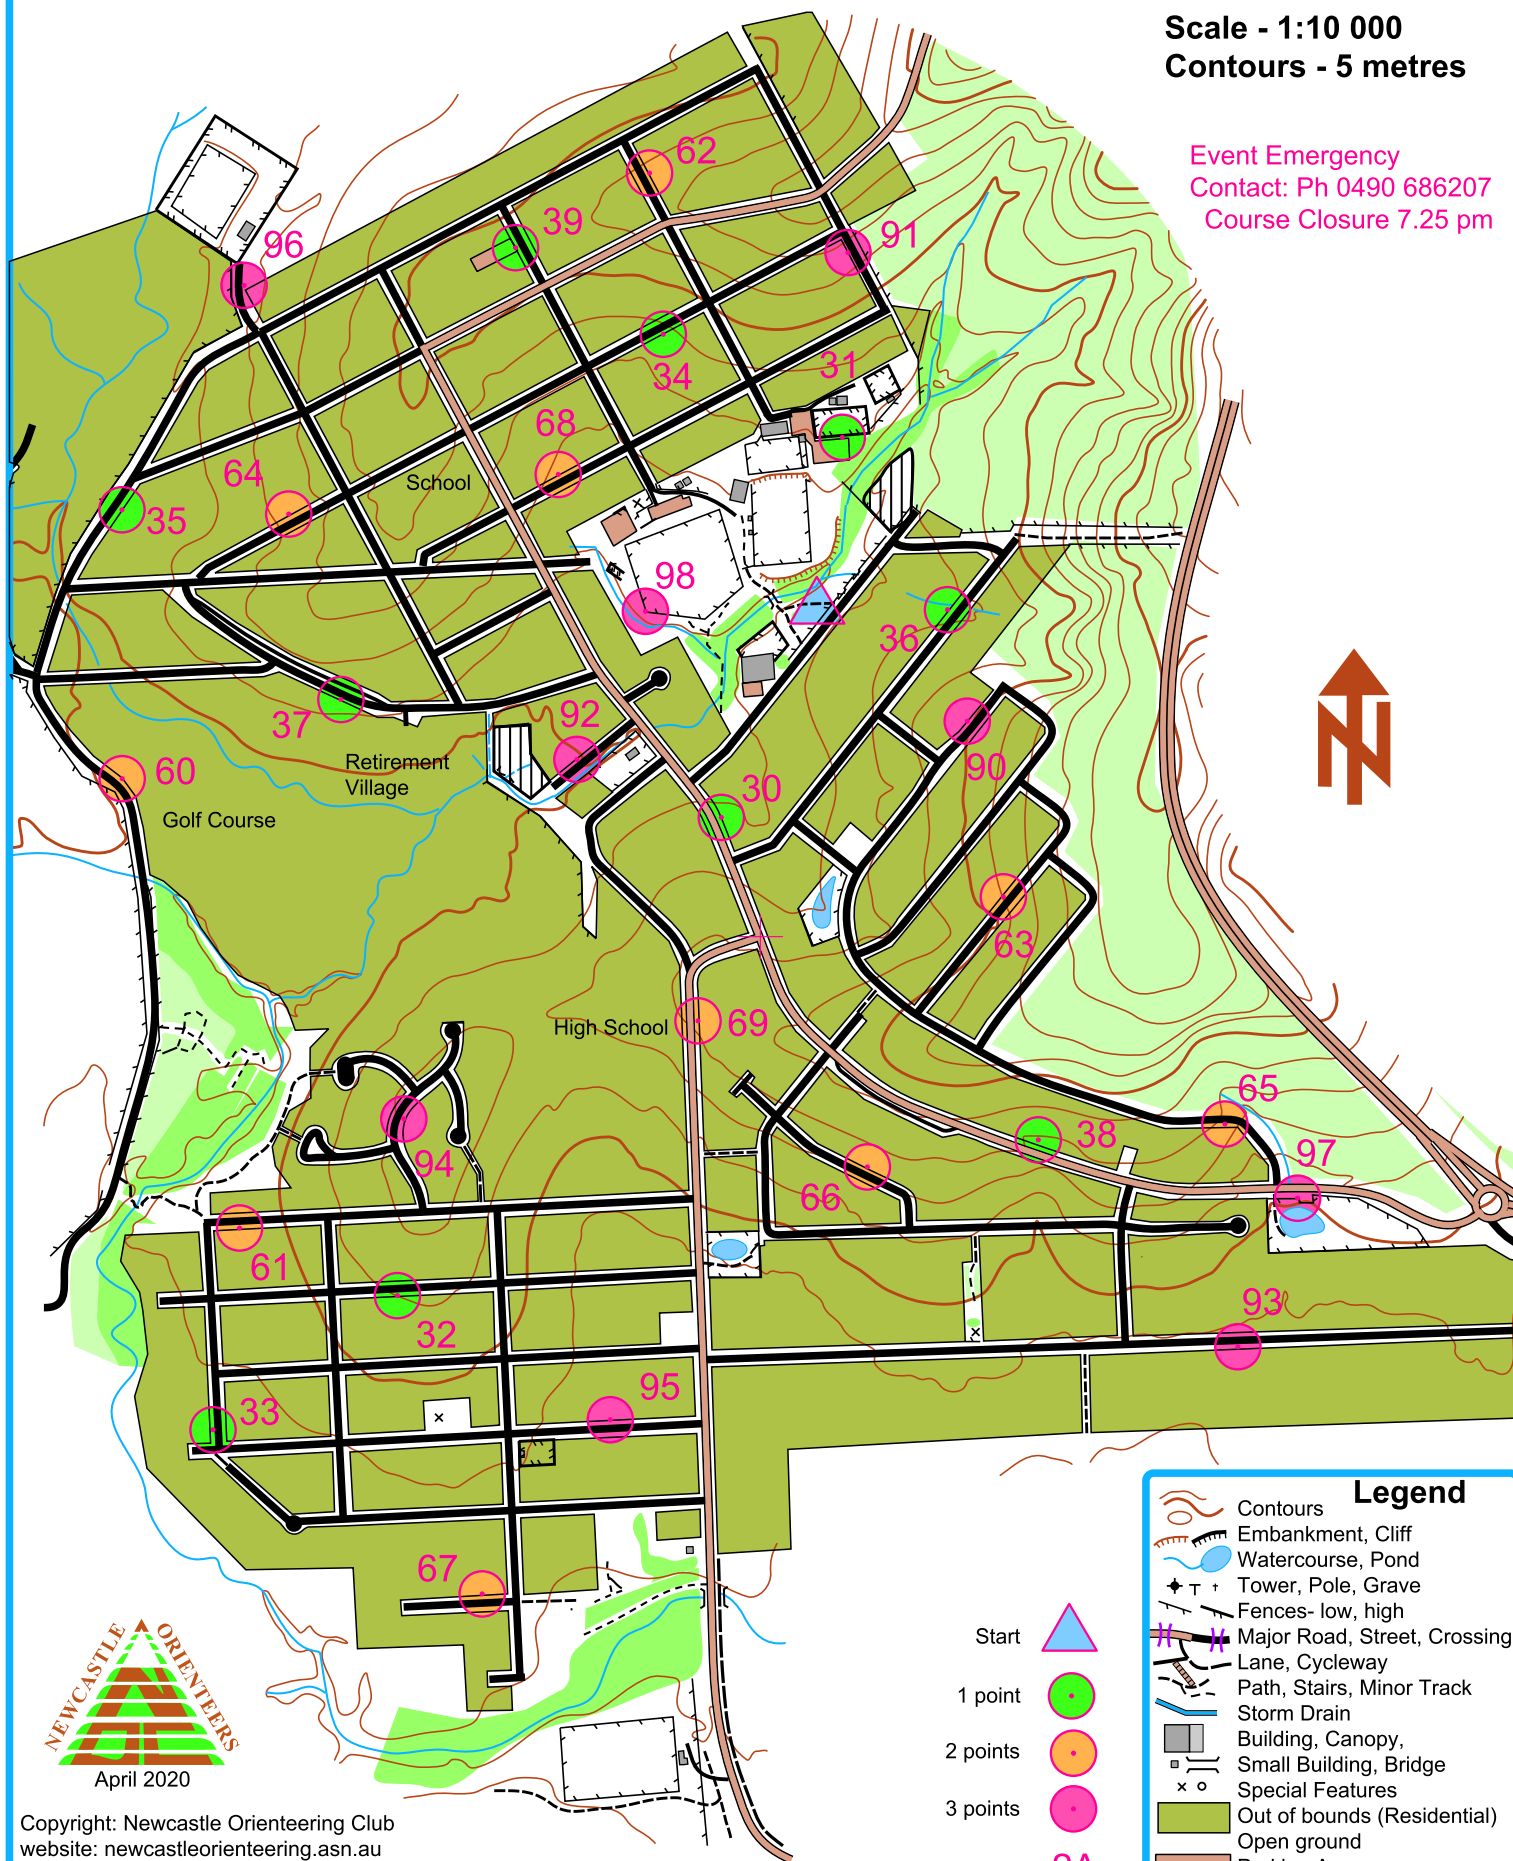 Scale - 1:10 000
Contours - 5 metres
Event Emergency
Contact: Ph 0490 686207
Course Closure 7.25 pm
62
39
91
96
34
31
68
64
School
35
98
36
37
92
90
Retirement
Village
60
30
Golf Course
63
High School
69
65
38
97
94
66
61
32
93
95
33
67
Legend
Contours
Embankment, Cliff
Watercourse, Pond
Tower, Pole, Grave
Fences- low, high
Major Road, Street, Crossing
Lane, Cycleway
Path, Stairs, Minor Track
Storm Drain
Building, Canopy,
Small Building, Bridge
Special Features
Out of bounds (Residential)
Open ground
Start
1 point
2 points
3 points
NEWCASTLE ORIENTEERS
April 2020
Copyright: Newcastle Orienteering Club
website: newcastleorienteering.asn.au